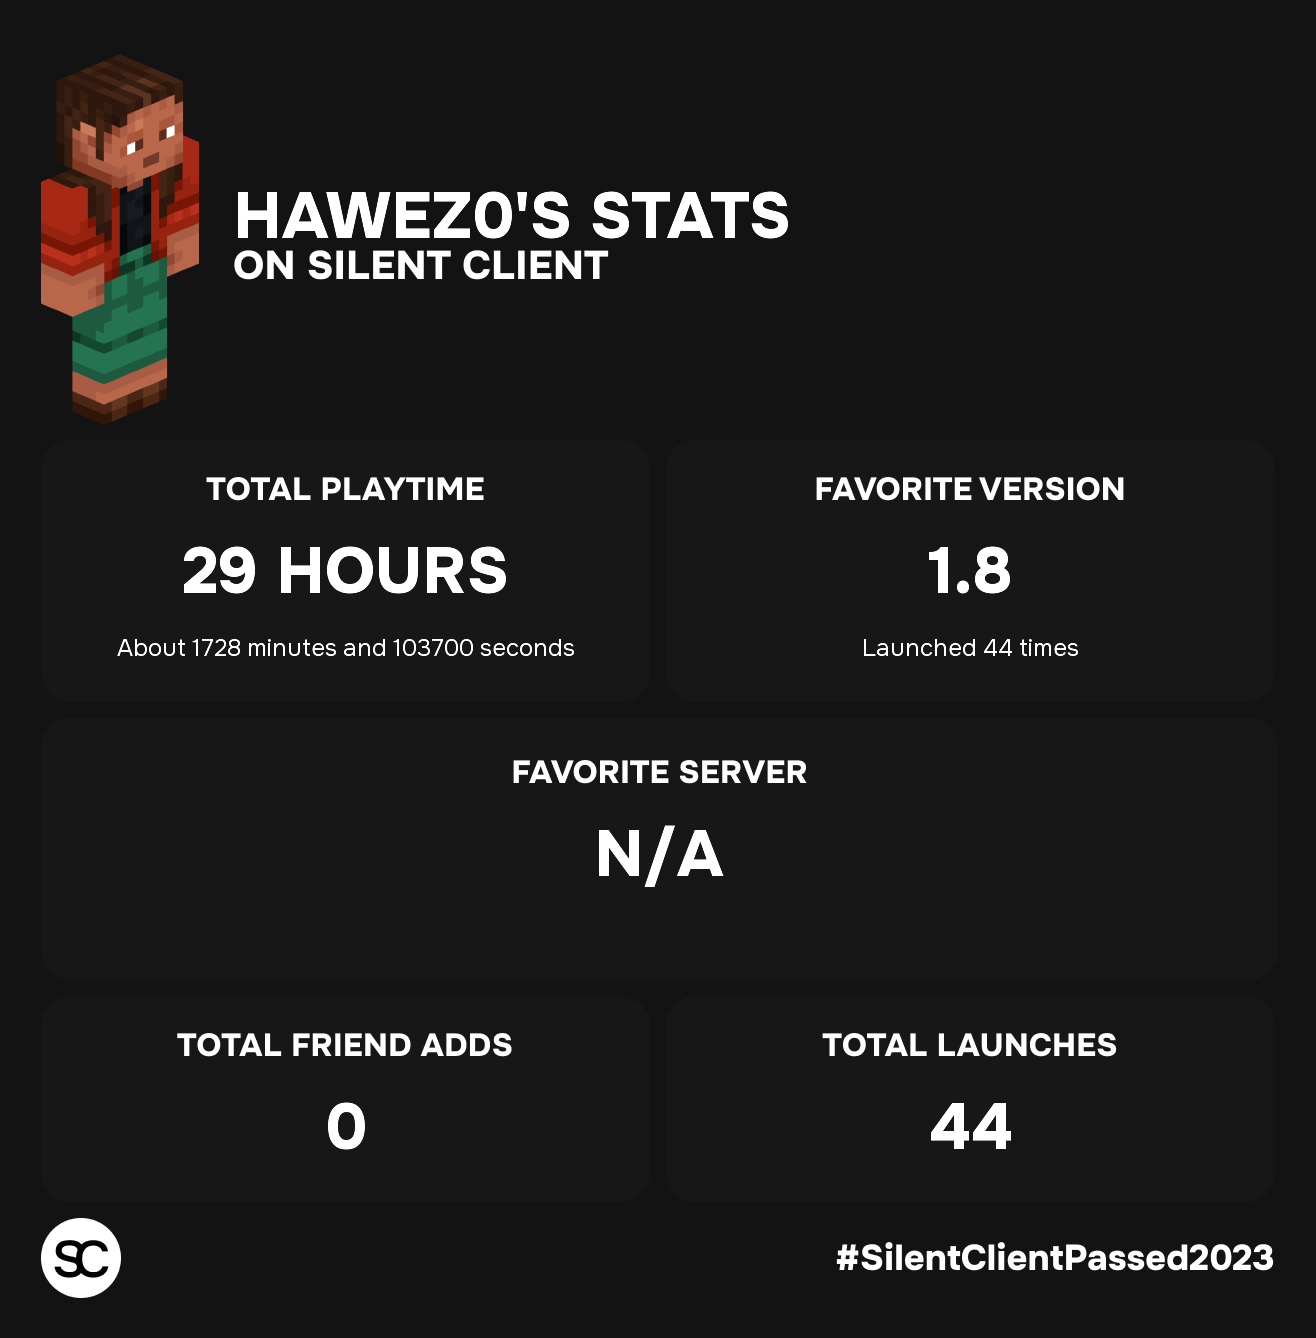 HAWEZ0'S STATS
ON SILENT CLIENT
TOTAL PLAYTIME
29 HOURS
About 1728 minutes and 103700 seconds
FAVORITE VERSION
1.8
Launched 44 times
FAVORITE SERVER
N/A
TOTAL FRIEND ADDS
0
TOTAL LAUNCHES
44
SC
#SilentClientPassed2023